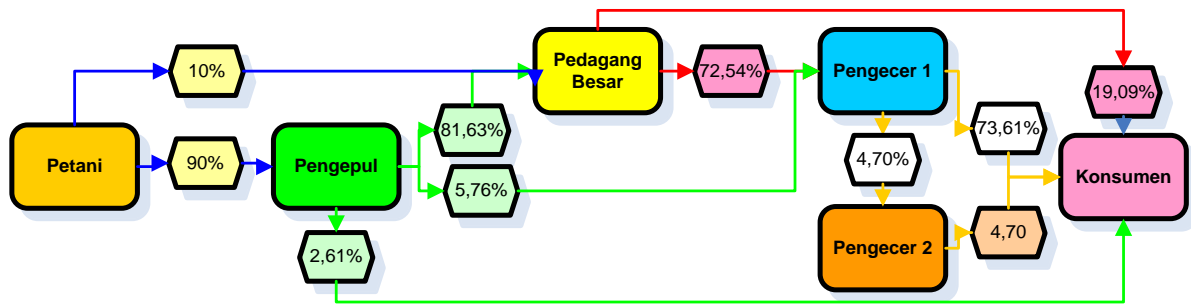 Pedagang
Besar
10%
72,54%
Pengecer 1
19,09%
81,63%
73,61%
Petani
90%
Pengepul
4,70%
5,76%
Konsumen
2,61%
Pengecer 2
4,70